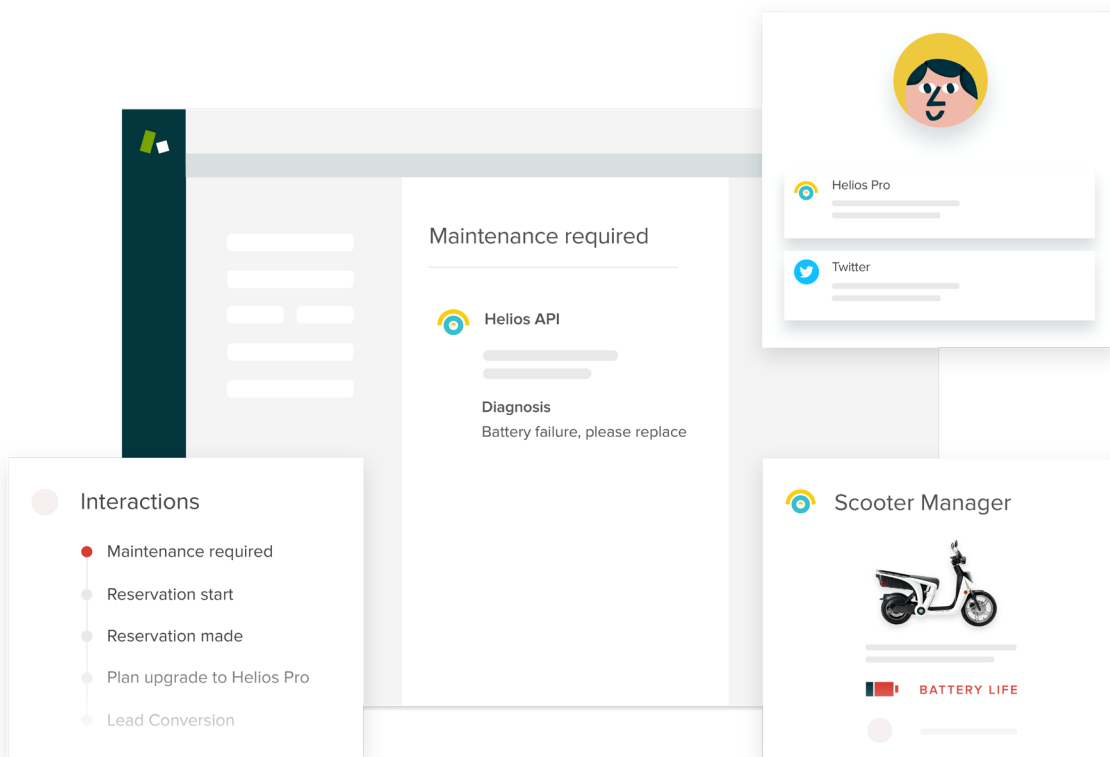 Helios Pro
Twitter
Maintenance required
Helios API
Diagnosis
Battery failure, please replace
Interactions
Maintenance required
Reservation start
Reservation made
Plan upgrade to Helios Pro
Lead Conversion
Scooter Manager
BATTERY LIFE